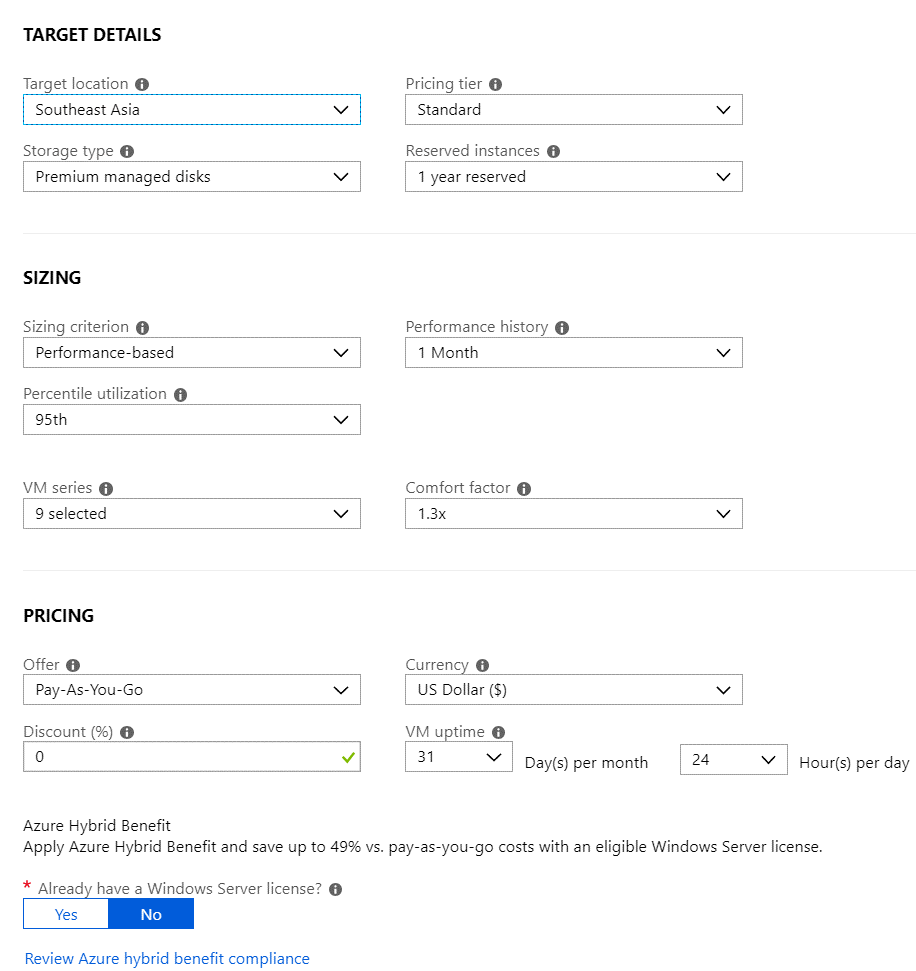 TARGET DETAILS
Target location
Pricing tier
Southeast Asia
Standard
Storage type
Reserved instances
Premium managed disks
1 year reserved
SIZING
Sizing criterion
Performance history
Performance-based
1 Month
Percentile utilization
95th
VM series
Comfort factor
9 selected
1.3x
PRICING
Offer
Currency
Pay-As-You-Go
US Dollar ($)
Discount (%)
VM uptime
0
31
Day(s) per month
24
Hour(s) per day
Azure Hybrid Benefit
Apply Azure Hybrid Benefit and save up to 49% vs. pay-as-you-go costs with an eligible Windows Server license.
* Already have a Windows Server license?
Yes
No
Review Azure hybrid benefit compliance